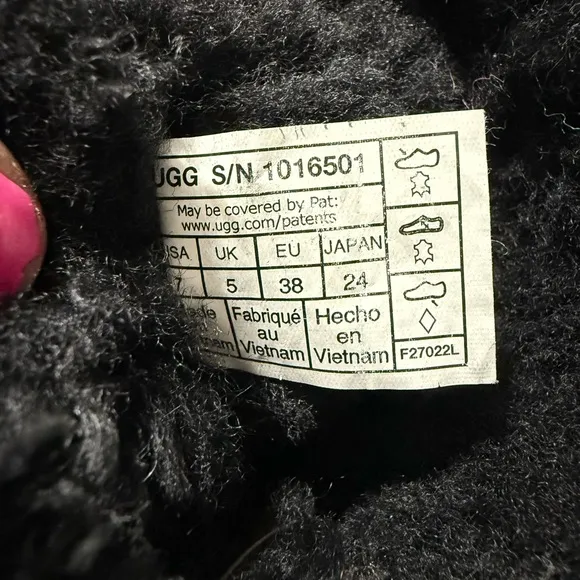 UGG S/N 1016501
May be covered by Pat:
www.ugg.com/patents
USA UK EU JAPAN
7 5 38 24
Fabriqué
au
Vietnam
Hecho
en
Vietnam
F27022L